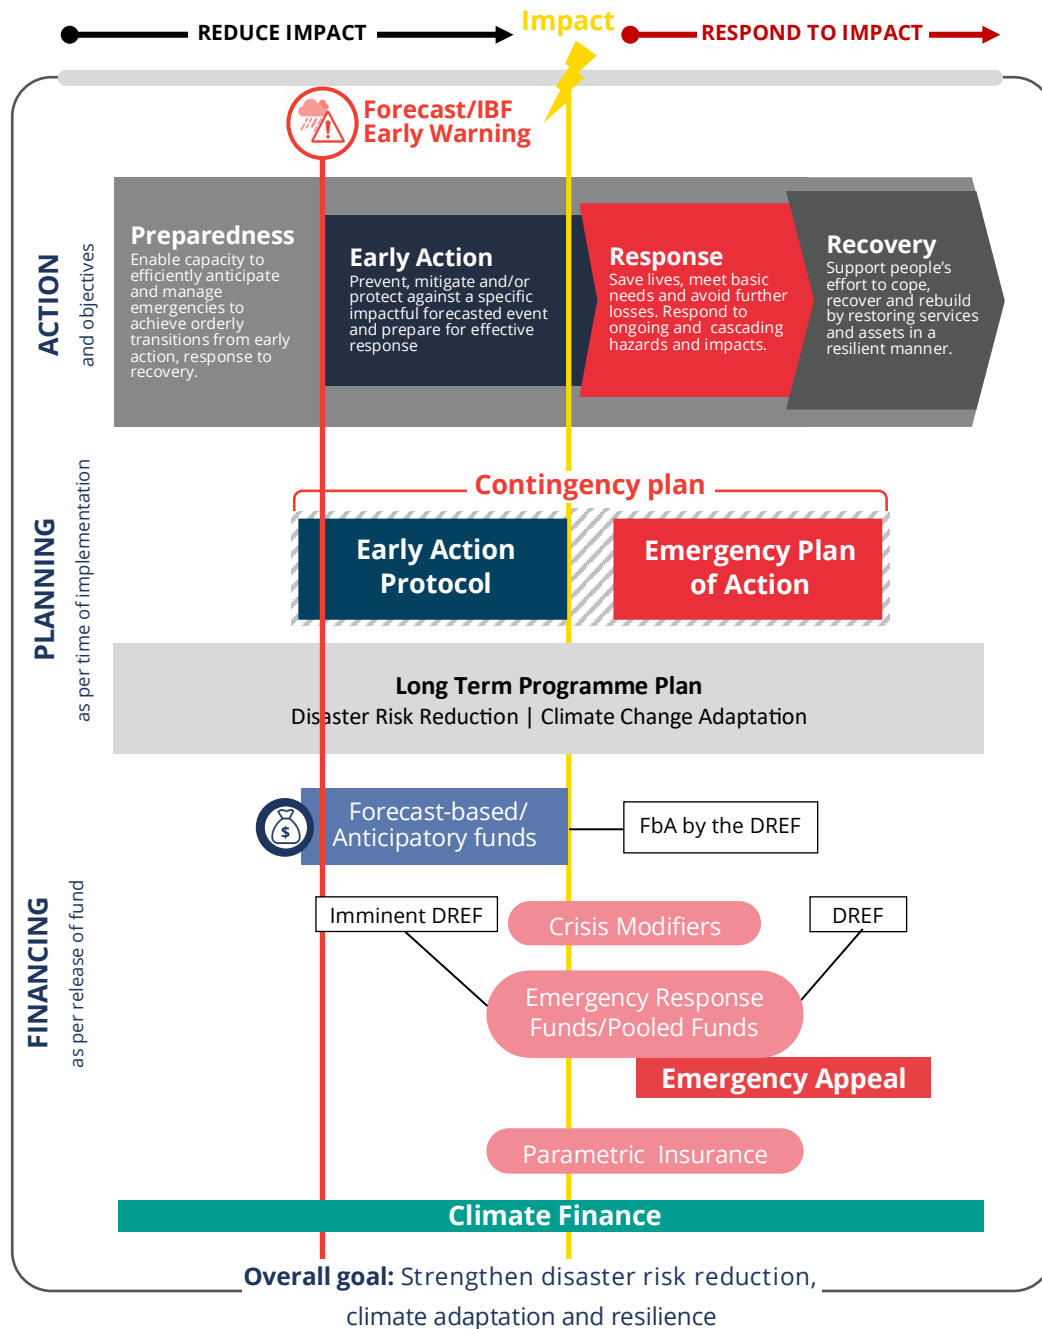 REDUCE IMPACT
Impact
RESPOND TO IMPACT
Forecast/IBF
Early Warning
ACTION
and objectives
Preparedness
Enable capacity to
efficiently anticipate
and manage
emergencies to
achieve orderly
transitions from early
action, response to
recovery.
Early Action
Prevent, mitigate and/or
protect against a specific
impactful forecasted event
and prepare for effective
response
Response
Save lives, meet basic
needs and avoid further
losses. Respond to
ongoing and cascading
hazards and impacts.
Recovery
Support people's
effort to cope,
recover and rebuild
by restoring services
and assets in a
resilient manner.
PLANNING
as per time of implementation
Contingency plan
Early Action
Protocol
Emergency Plan
of Action
Long Term Programme Plan
Disaster Risk Reduction | Climate Change Adaptation
FINANCING
as per release of fund
$
Forecast-based/
Anticipatory funds
FbA by the DREF
Imminent DREF
Crisis Modifiers
DREF
Emergency Response
Funds/Pooled Funds
Emergency Appeal
Parametric Insurance
Climate Finance
Overall goal: Strengthen disaster risk reduction,
climate adaptation and resilience